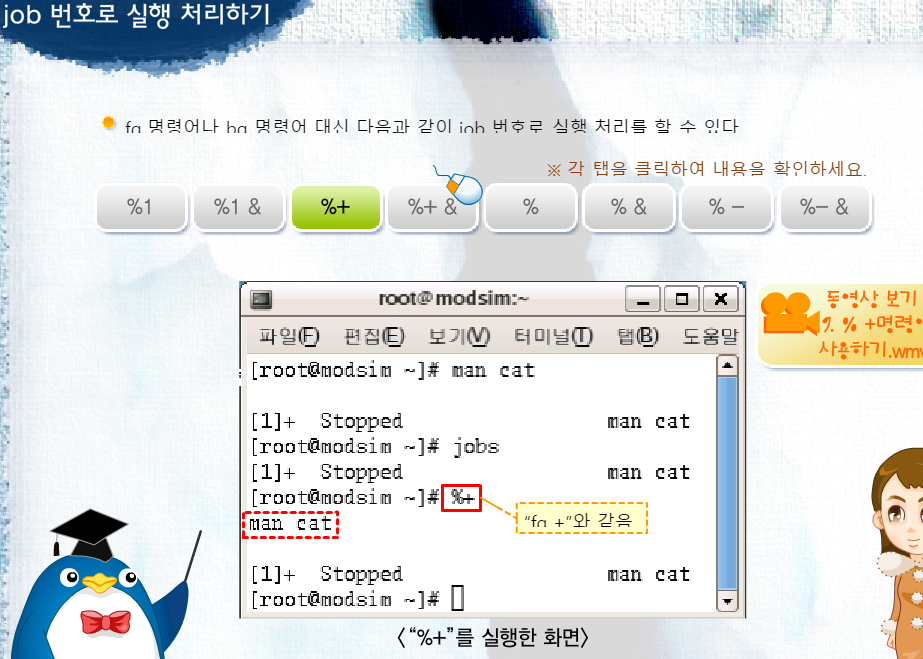 job 번호로 실행 처리하기
fg 명령어나 bg 명령어 대신 다음과 같이 job 번호로 실행 처리를 할 수 있다
※ 각 탭을 클릭하여 내용을 확인하세요.
%1 %1 & %+ %+ & % % & % - %- &
root@modsim:~
파일(F) 편집(E) 보기(V) 터미널(T) 탭(B) 도움말
동영상 보기
%, % +명령어
사용하기.wmv
[root@modsim ~]# man cat
[1]+ Stopped man cat
[root@modsim ~]# jobs
[1]+ Stopped man cat
[root@modsim ~]# %+
"fg +"와 같음
man cat
[1]+ Stopped man cat
[root@modsim ~]#
<"%+"를 실행한 화면>